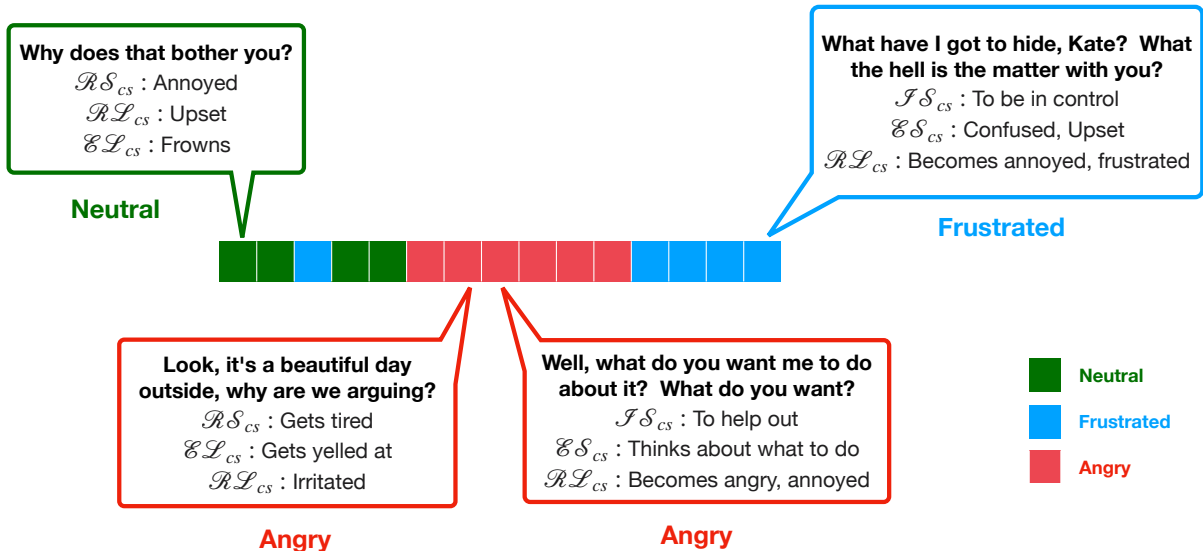 Why does that bother you?
ℛ𝒮cs : Annoyed
ℛℒcs : Upset
ℰℒcs : Frowns
Neutral
What have I got to hide, Kate? What
the hell is the matter with you?
ℐ𝒮cs : To be in control
ℰ𝒮cs : Confused, Upset
ℛℒcs : Becomes annoyed, frustrated
Frustrated
Look, it's a beautiful day
outside, why are we arguing?
ℛ𝒮cs : Gets tired
ℰℒcs : Gets yelled at
ℛℒcs : Irritated
Angry
Well, what do you want me to do
about it? What do you want?
ℐ𝒮cs : To help out
ℰ𝒮cs : Thinks about what to do
ℛℒcs : Becomes angry, annoyed
Angry
Neutral
Frustrated
Angry